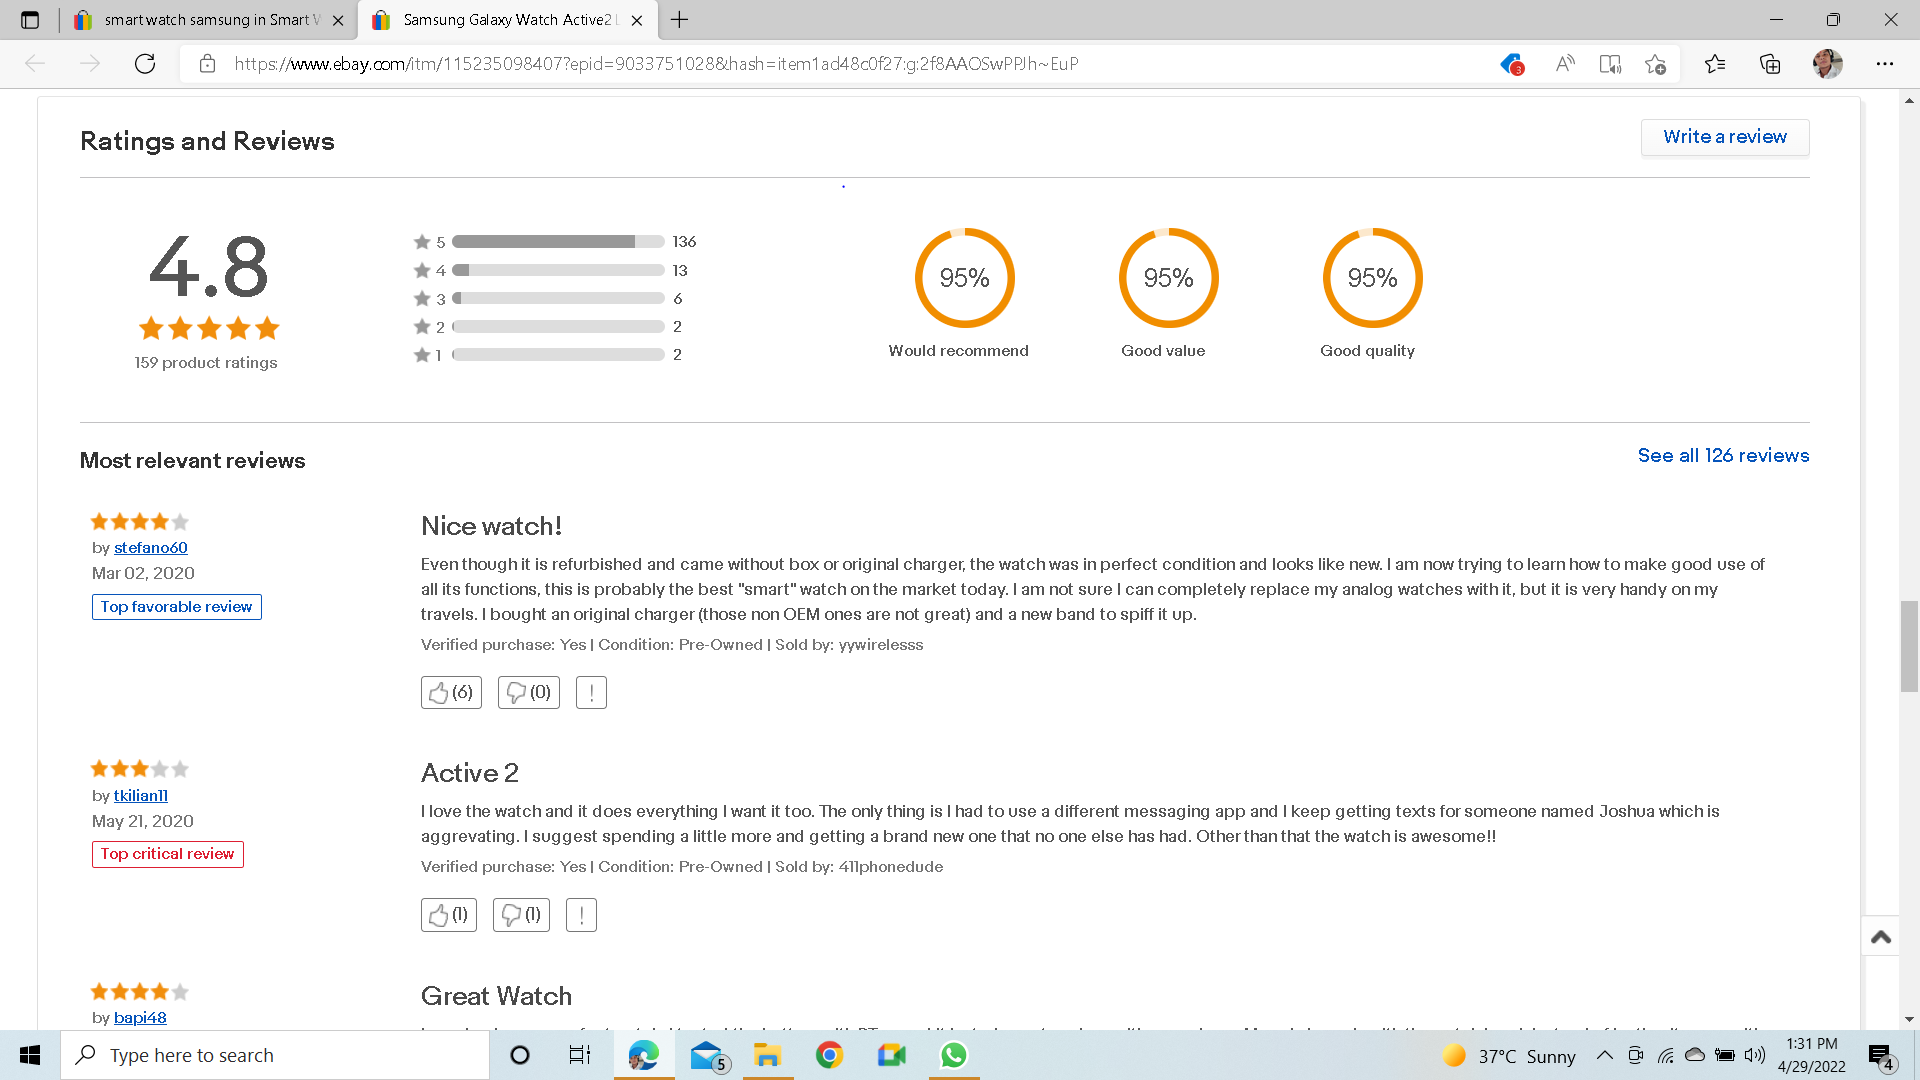 smart watch samsung in Smart W
Samsung Galaxy Watch Active2 L
https://www.ebay.com/itm/115235098407?epid=9033751028&hash=item1ad48c0f27:g:2f8AAOSwPPJh~EuP
3
Ratings and Reviews
Write a review
4.8
159 product ratings
5 136
4 13
3 6
2 2
1 2
95% 95% 95%
Would recommend Good value Good quality
Most relevant reviews
See all 126 reviews
by stefano60
Mar 02, 2020
Top favorable review
Nice watch!
Even though it is refurbished and came without box or original charger, the watch was in perfect condition and looks like new. I am now trying to learn how to make good use of
all its functions, this is probably the best "smart" watch on the market today. I am not sure I can completely replace my analog watches with it, but it is very handy on my
travels. I bought an original charger (those non OEM ones are not great) and a new band to spiff it up.
Verified purchase: Yes | Condition: Pre-Owned | Sold by: yywirelesss
(6) (0) !
by tkilian11
May 21, 2020
Top critical review
Active 2
I love the watch and it does everything I want it too. The only thing is I had to use a different messaging app and I keep getting texts for someone named Joshua which is
aggrevating. I suggest spending a little more and getting a brand new one that no one else has had. Other than that the watch is awesome!!
Verified purchase: Yes | Condition: Pre-Owned | Sold by: 411phonedude
(1) (1) !
by bapi48
Great Watch
Type here to search
5
37°C Sunny
1:31 PM
4/29/2022
4